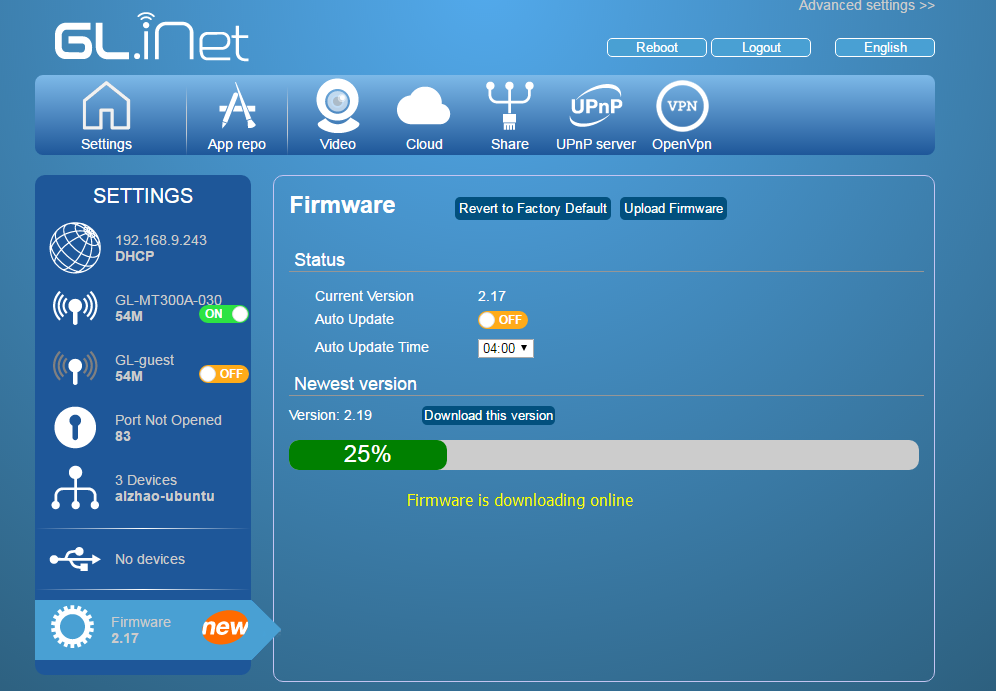 Advanced settings >>
GL.iNet
Reboot
Logout
English
Settings
App repo
Video
Cloud
Share
UPnP
UPnP server
VPN
OpenVpn
SETTINGS
192.168.9.243
DHCP
GL-MT300A-030
54M
ON
GL-guest
54M
OFF
Port Not Opened
83
3 Devices
alzhao-ubuntu
No devices
Firmware
2.17
new
Firmware
Revert to Factory Default
Upload Firmware
Status
Current Version 2.17
Auto Update OFF
Auto Update Time 04:00
Newest version
Version: 2.19 Download this version
25%
Firmware is downloading online